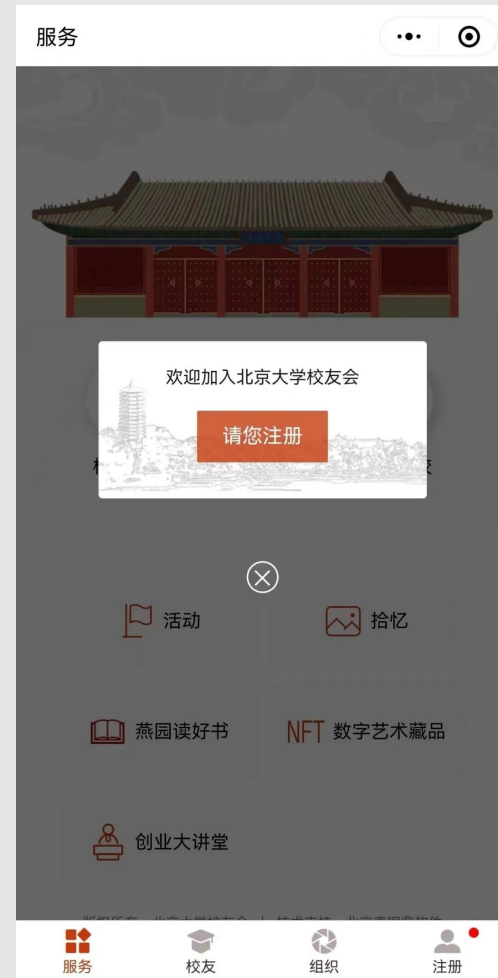 服务
欢迎加入北京大学校友会
请您注册
活动
拾忆
燕园读好书
NFT 数字艺术藏品
创业大讲堂
服务
校友
组织
注册